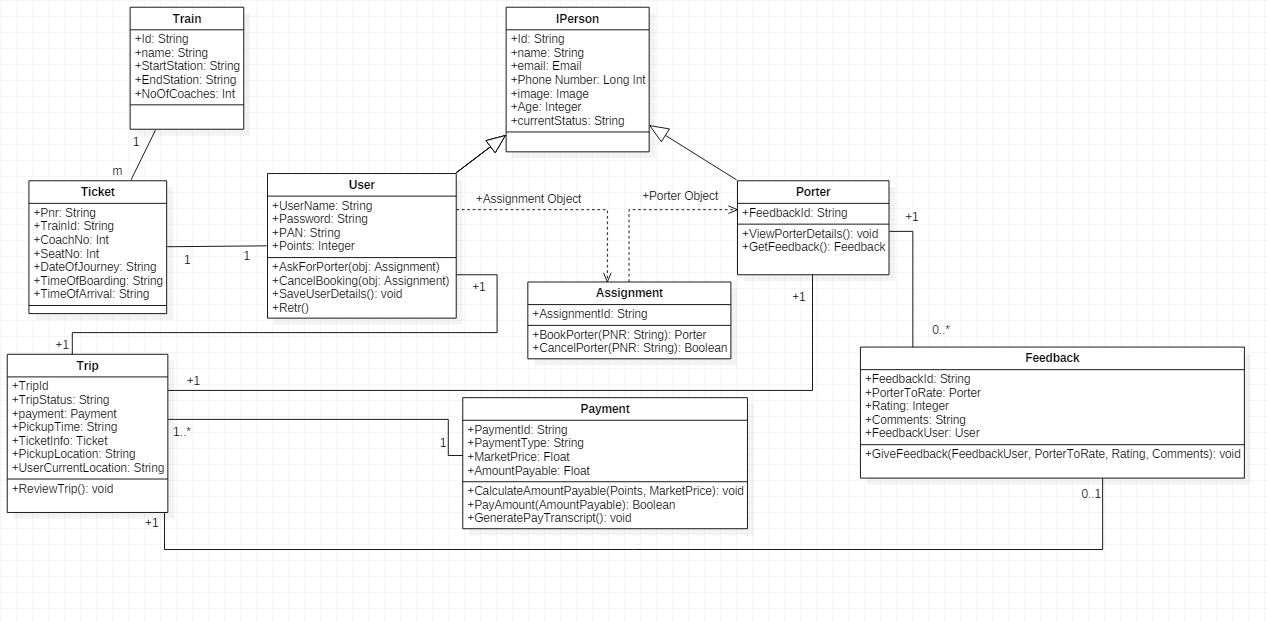 Train
+Id: String
+name: String
+StartStation: String
+EndStation: String
+NoOfCoaches: Int
IPerson
+Id: String
+name: String
+email: Email
+Phone Number: Long Int
+image: Image
+Age: Integer
+currentStatus: String
1
m
Ticket
+Pnr: String
+TrainId: String
+CoachNo: Int
+SeatNo: Int
+DateOfJourney: String
+TimeOfBoarding: String
+TimeOfArrival: String
1
1
User
+UserName: String
+Password: String
+PAN: String
+Points: Integer
+AskForPorter(obj: Assignment)
+CancelBooking(obj: Assignment)
+SaveUserDetails(): void
+Retr()
+Assignment Object
+Porter Object
Porter
+FeedbackId: String
+ViewPorterDetails(): void
+GetFeedback(): Feedback
+1
+1
+1
Assignment
+AssignmentId: String
+BookPorter(PNR: String): Porter
+CancelPorter(PNR: String): Boolean
0..*
+1
Trip
+TripId
+TripStatus: String
+payment: Payment
+PickupTime: String
+TicketInfo: Ticket
+PickupLocation: String
+UserCurrentLocation: String
+ReviewTrip(): void
+1
1..*
1
Payment
+PaymentId: String
+PaymentType: String
+MarketPrice: Float
+AmountPayable: Float
+CalculateAmountPayable(Points, MarketPrice): void
+PayAmount(AmountPayable): Boolean
+GeneratePayTranscript(): void
Feedback
+FeedbackId: String
+PorterToRate: Porter
+Rating: Integer
+Comments: String
+FeedbackUser: User
+GiveFeedback(FeedbackUser, PorterToRate, Rating, Comments): void
0..1
+1